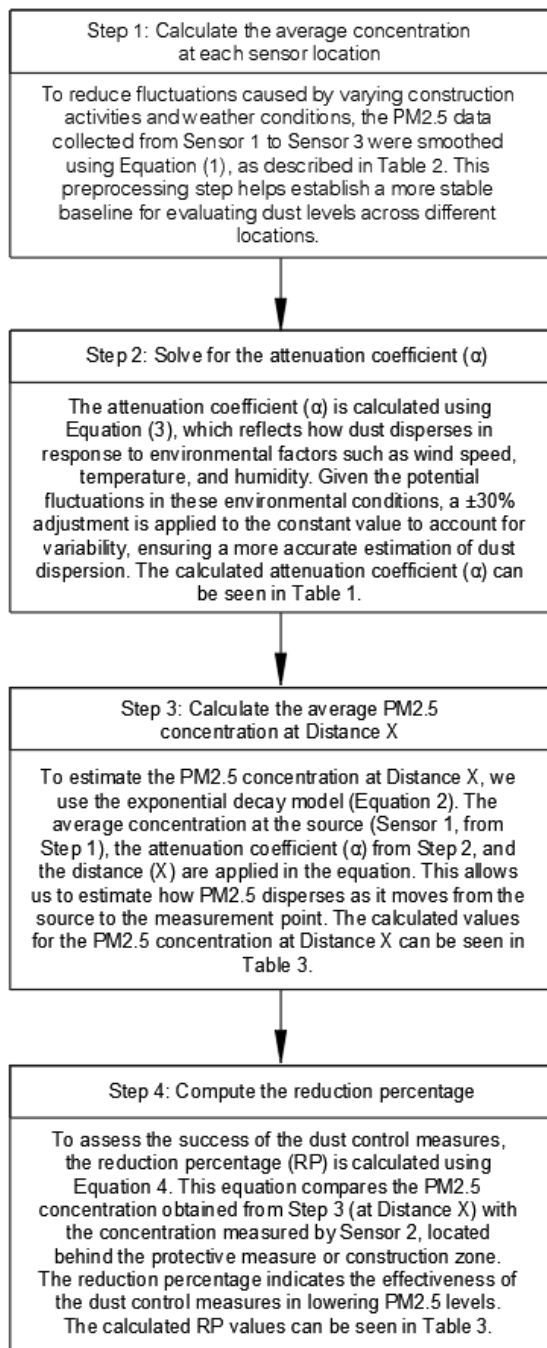 Step 1: Calculate the average concentration
at each sensor location
To reduce fluctuations caused by varying construction
activities and weather conditions, the PM2.5 data
collected from Sensor 1 to Sensor 3 were smoothed
using Equation (1), as described in Table 2. This
preprocessing step helps establish a more stable
baseline for evaluating dust levels across different
locations.
Step 2: Solve for the attenuation coefficient (α)
The attenuation coefficient (α) is calculated using
Equation (3), which reflects how dust disperses in
response to environmental factors such as wind speed,
temperature, and humidity. Given the potential
fluctuations in these environmental conditions, a ±30%
adjustment is applied to the constant value to account for
variability, ensuring a more accurate estimation of dust
dispersion. The calculated attenuation coefficient (α) can
be seen in Table 1.
Step 3: Calculate the average PM2.5
concentration at Distance X
To estimate the PM2.5 concentration at Distance X, we
use the exponential decay model (Equation 2). The
average concentration at the source (Sensor 1, from
Step 1), the attenuation coefficient (α) from Step 2, and
the distance (X) are applied in the equation. This allows
us to estimate how PM2.5 disperses as it moves from the
source to the measurement point. The calculated values
for the PM2.5 concentration at Distance X can be seen in
Table 3.
Step 4: Compute the reduction percentage
To assess the success of the dust control measures,
the reduction percentage (RP) is calculated using
Equation 4. This equation compares the PM2.5
concentration obtained from Step 3 (at Distance X) with
the concentration measured by Sensor 2, located
behind the protective measure or construction zone.
The reduction percentage indicates the effectiveness of
the dust control measures in lowering PM2.5 levels.
The calculated RP values can be seen in Table 3.